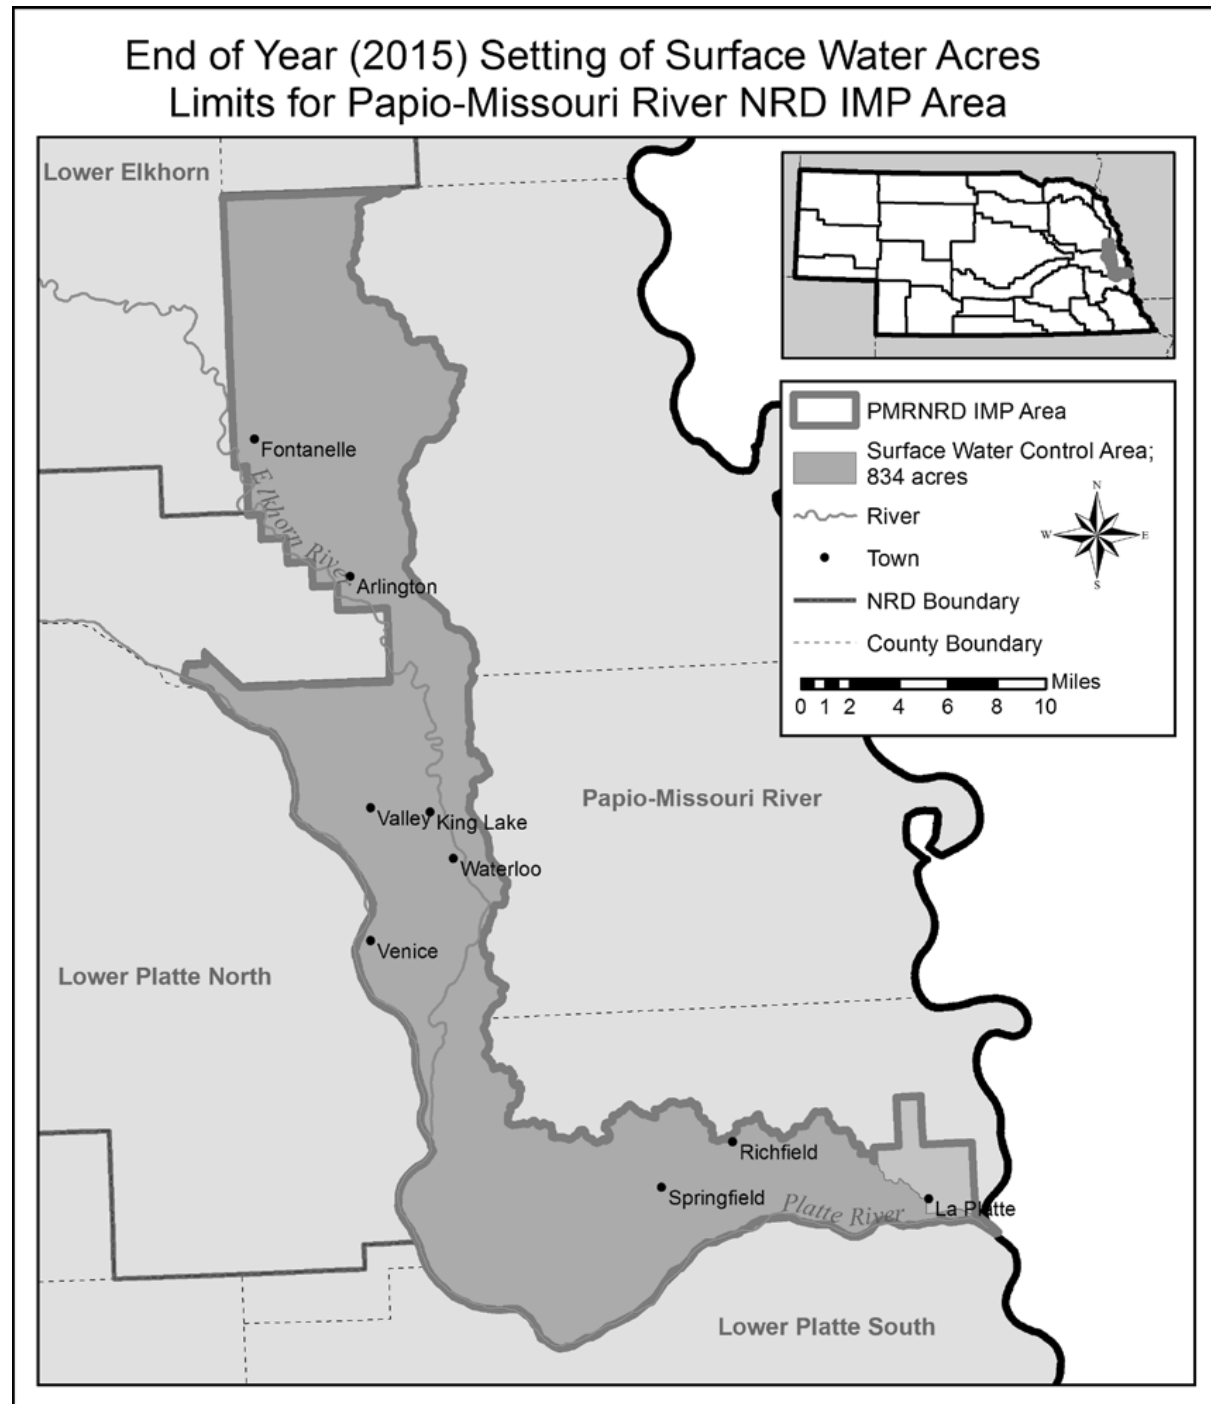 End of Year (2015) Setting of Surface Water Acres
Limits for Papio-Missouri River NRD IMP Area
Lower Elkhorn
PMRNRD IMP Area
Surface Water Control Area;
834 acres
River
Town
NRD Boundary
County Boundary
N
W
E
S
Miles
0 1 2 4 6 8 10
Fontanelle
Elkhorn River
Arlington
Papio-Missouri River
Valley
King Lake
Waterloo
Venice
Lower Platte North
Richfield
Springfield
Platte River
La Platte
Lower Platte South